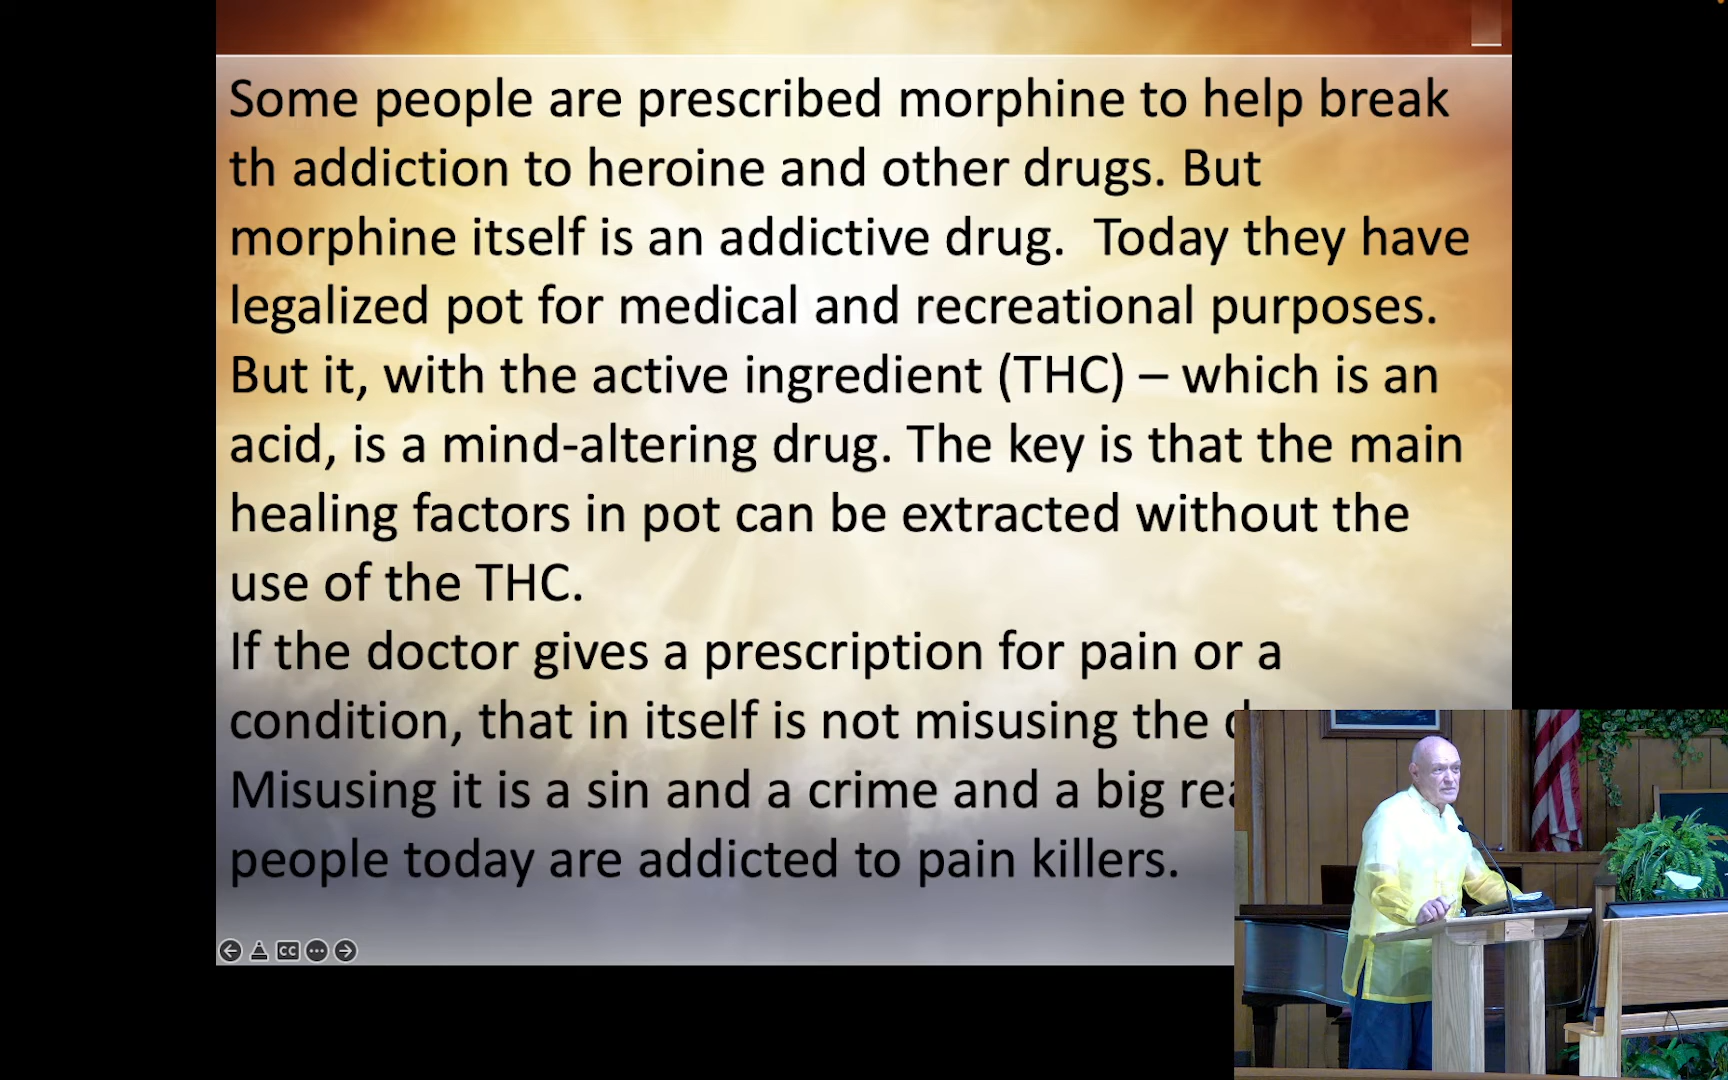 Some people are prescribed morphine to help break
th addiction to heroine and other drugs. But
morphine itself is an addictive drug.  Today they have
legalized pot for medical and recreational purposes.
But it, with the active ingredient (THC) – which is an
acid, is a mind-altering drug. The key is that the main
healing factors in pot can be extracted without the
use of the THC.
If the doctor gives a prescription for pain or a
condition, that in itself is not misusing the
Misusing it is a sin and a crime and a big
people today are addicted to pain killers.
CC